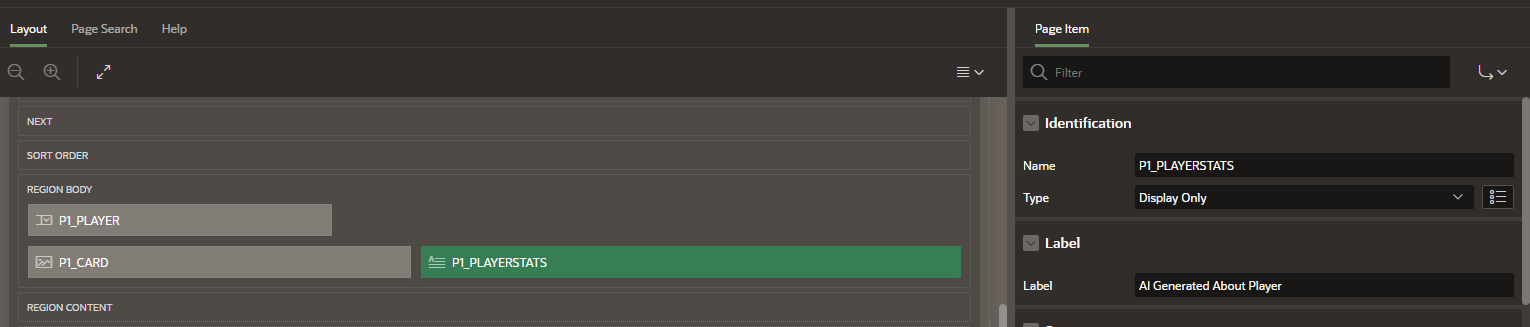 Layout Page Search Help
Page Item
Filter
NEXT
SORT ORDER
REGION BODY
P1_PLAYER
P1_CARD P1_PLAYERSTATS
REGION CONTENT
Identification
Name P1_PLAYERSTATS
Type Display Only
Label
Label AI Generated About Player